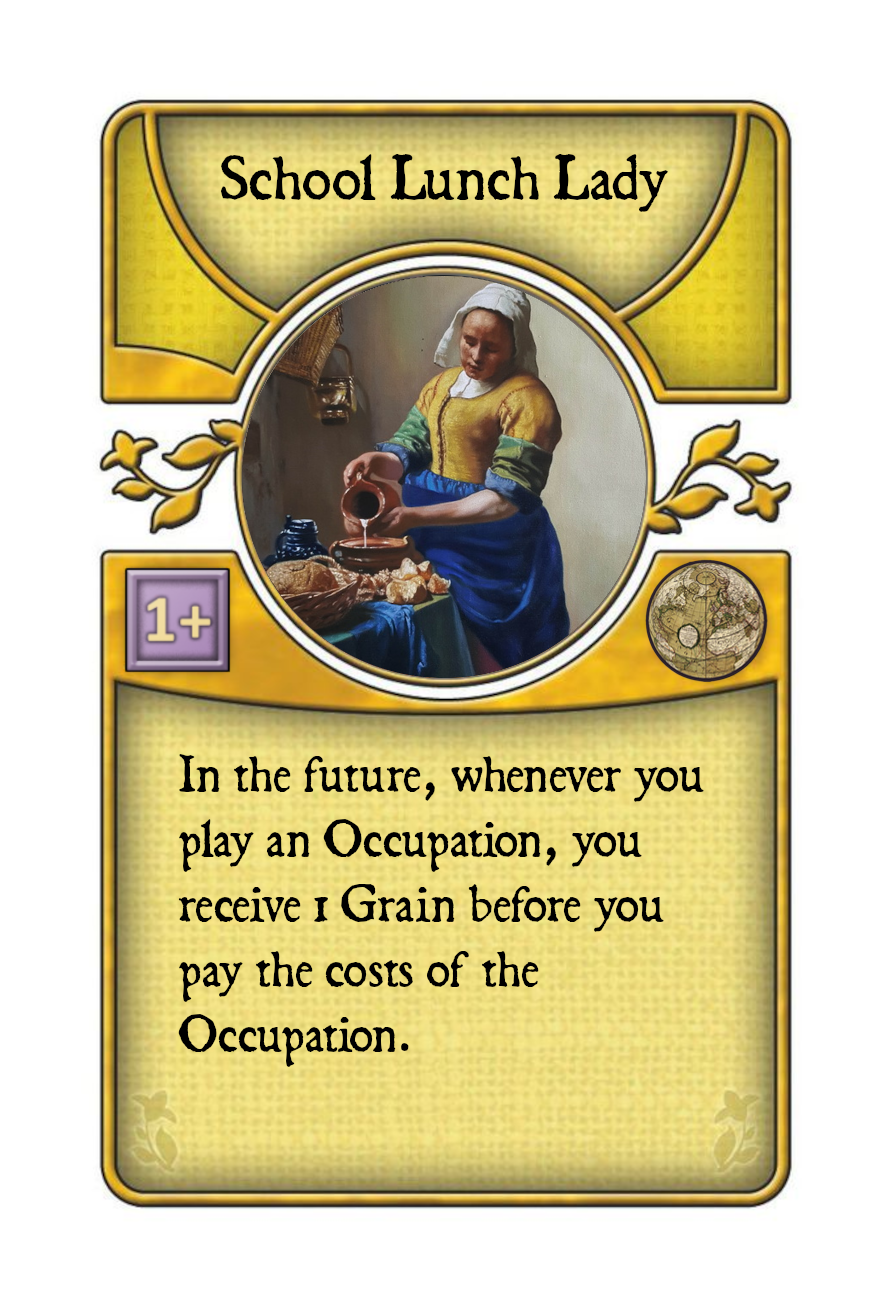 School Lunch Lady
1+
In the future, whenever you
play an Occupation, you
receive 1 Grain before you
pay the costs of the
Occupation.